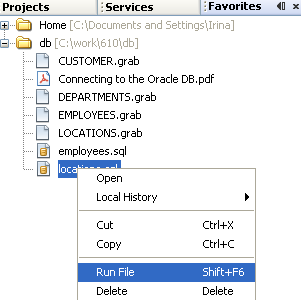 Projects Services Favorites
Home [C:\Documents and Settings\Irina]
db [C:\work\610\db]
CUSTOMER.grab
Connecting to the Oracle DB.pdf
DEPARTMENTS.grab
EMPLOYEES.grab
LOCATIONS.grab
employees.sql
locations.sql
Open
Local History
Cut Ctrl+X
Copy Ctrl+C
Run File Shift+F6
Delete Delete